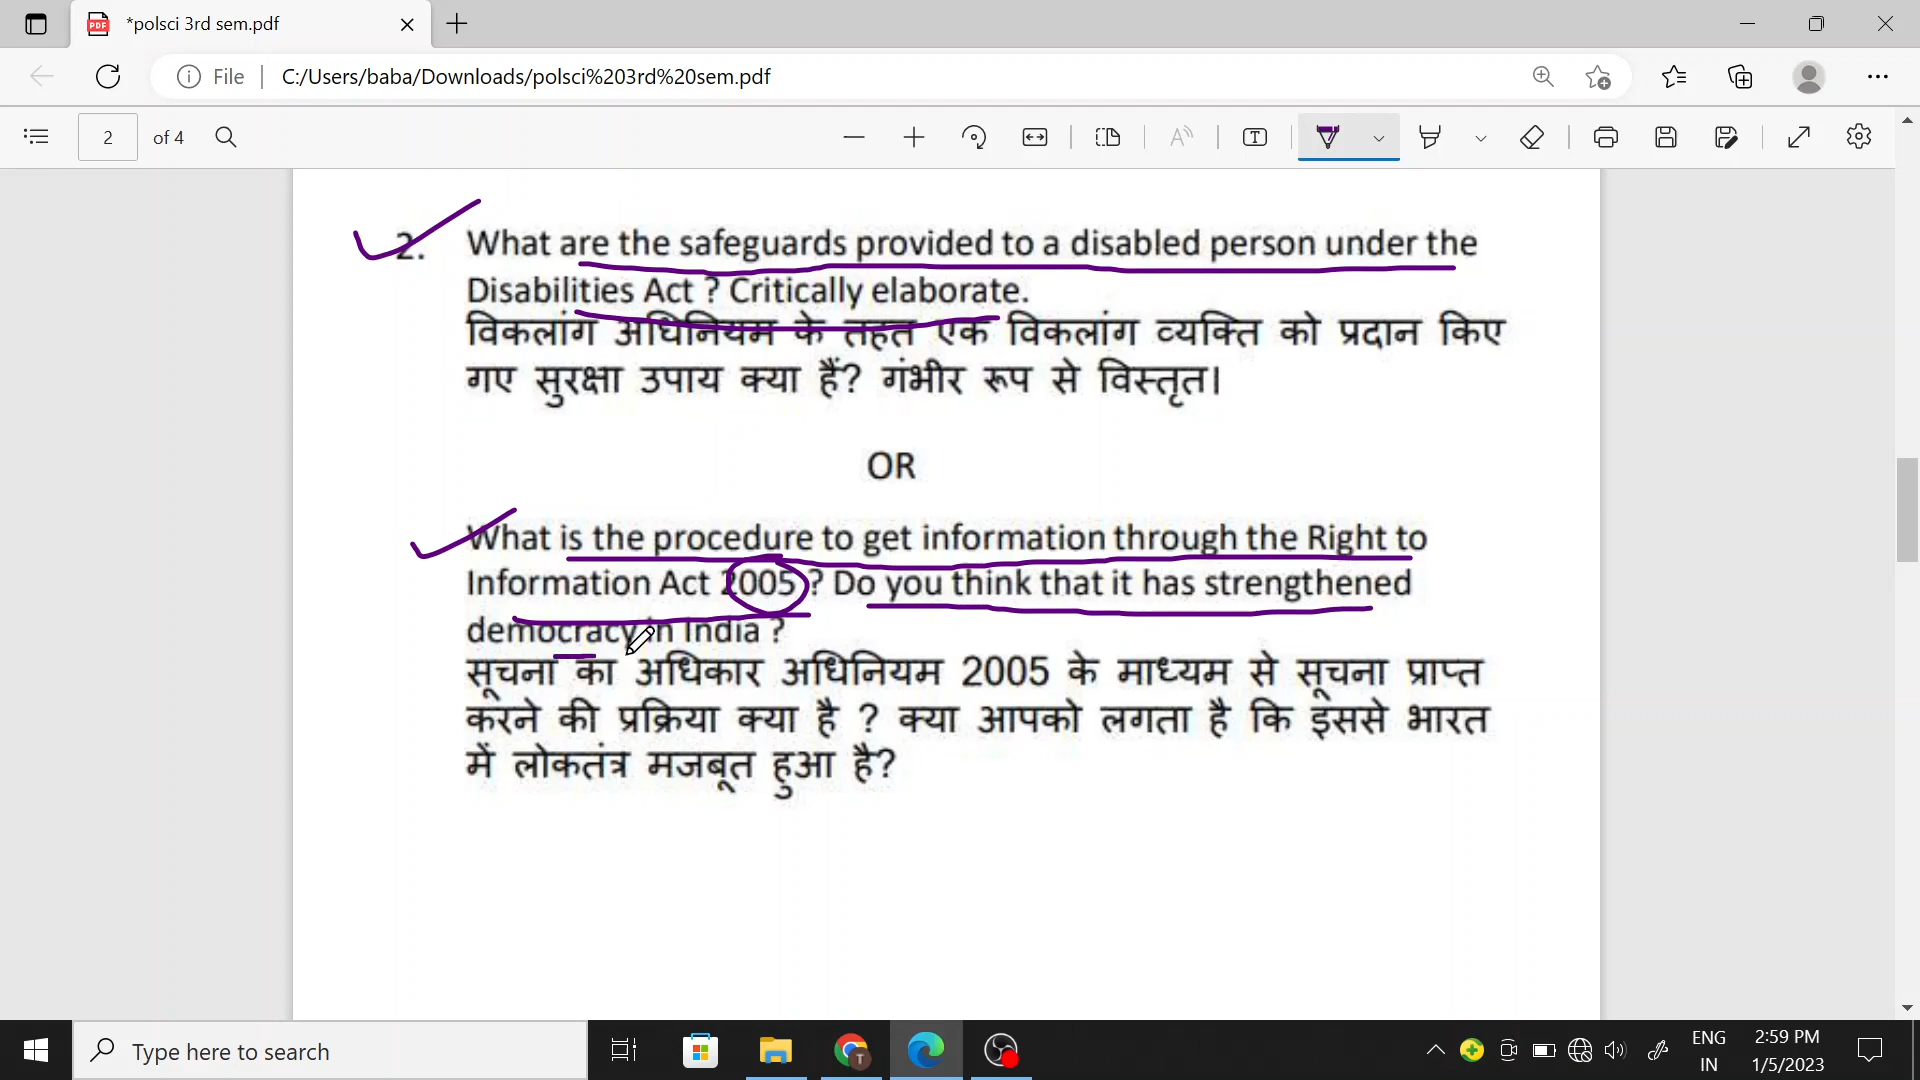 *polsci 3rd sem.pdf
File
C:/Users/baba/Downloads/polsci%203rd%20sem.pdf
2 of 4
2. What are the safeguards provided to a disabled person under the
Disabilities Act ? Critically elaborate.
विकलांग अधिनियम के तहत एक विकलांग व्यक्ति को प्रदान किए
गए सुरक्षा उपाय क्या हैं? गंभीर रूप से विस्तृत।
OR
What is the procedure to get information through the Right to
Information Act 2005 ? Do you think that it has strengthened
democracy in India ?
सूचना का अधिकार अधिनियम 2005 के माध्यम से सूचना प्राप्त
करने की प्रक्रिया क्या है ? क्या आपको लगता है कि इससे भारत
में लोकतंत्र मजबूत हुआ है?
Type here to search
ENG
IN
2:59 PM
1/5/2023